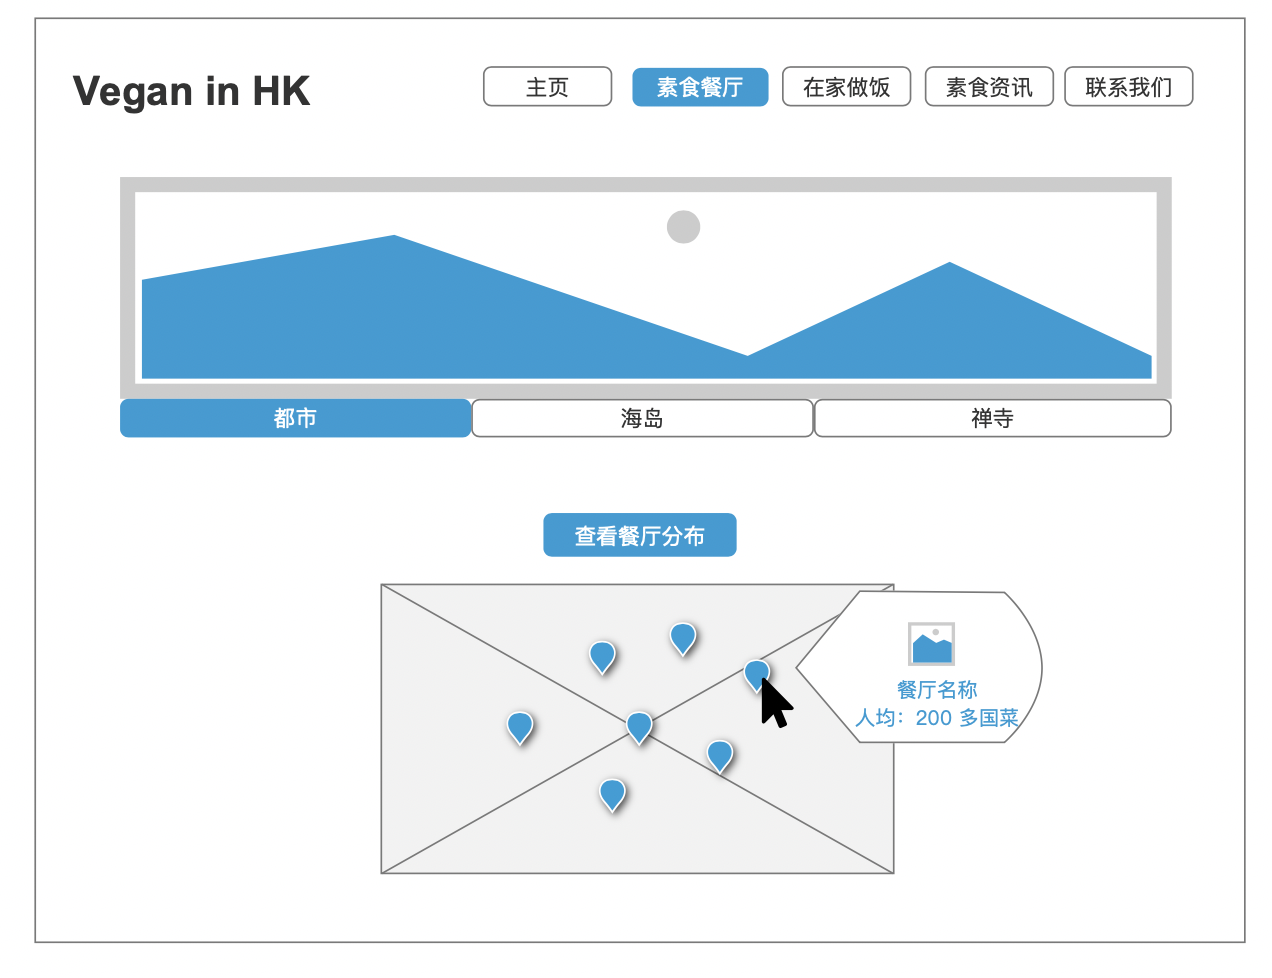 Vegan in HK
主页
素食餐厅
在家做饭
素食资讯
联系我们
都市
海岛
禅寺
查看餐厅分布
餐厅名称
人均：200 多国菜